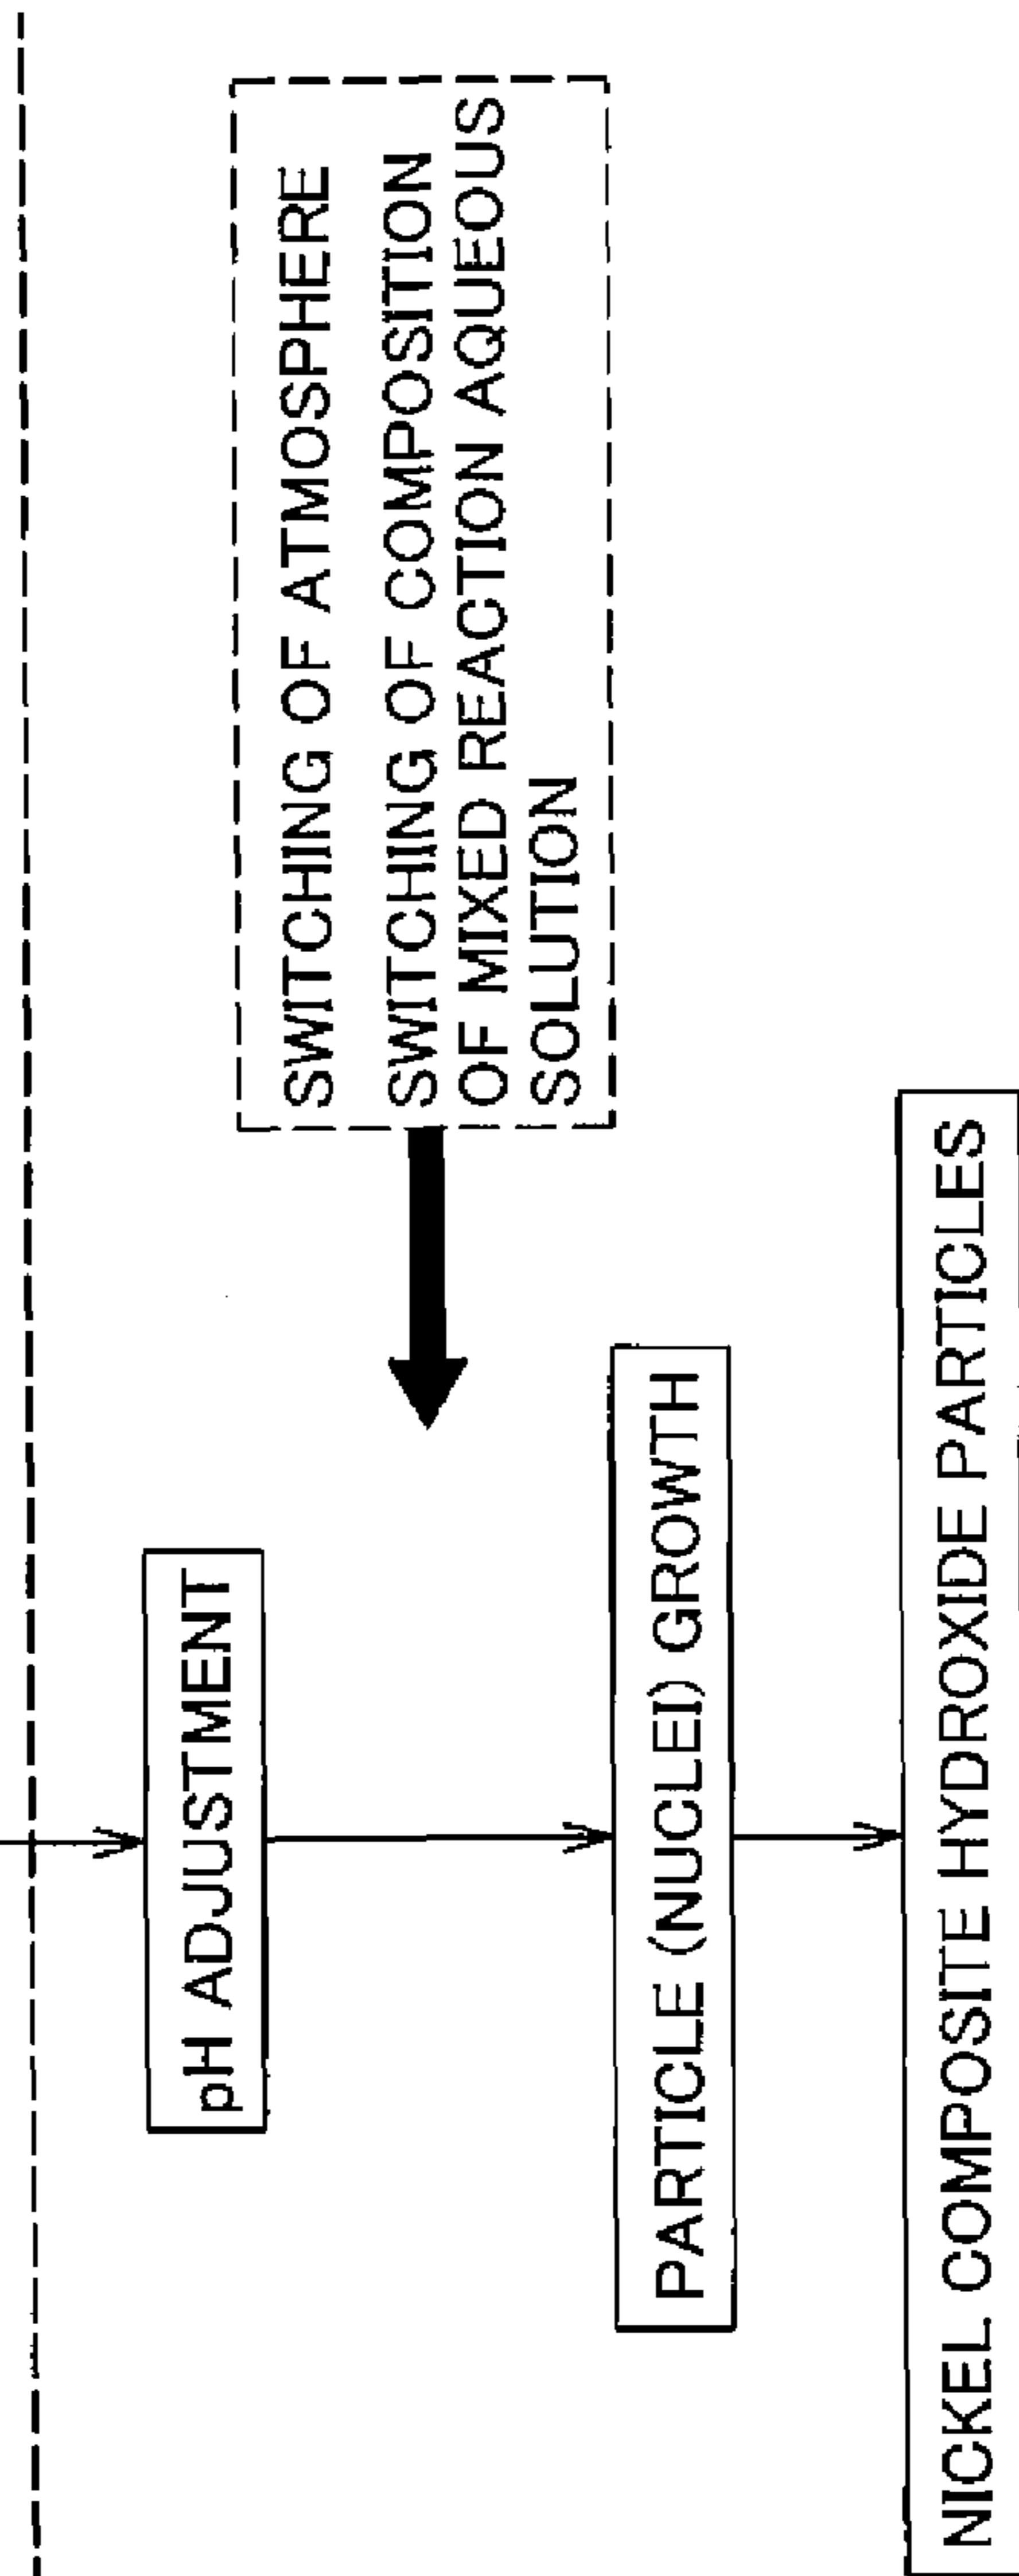 pH ADJUSTMENT
SWITCHING OF ATMOSPHERE
SWITCHING OF COMPOSITION
OF MIXED REACTION AQUEOUS
SOLUTION
PARTICLE (NUCLEI) GROWTH
NICKEL COMPOSITE HYDROXIDE PARTICLES